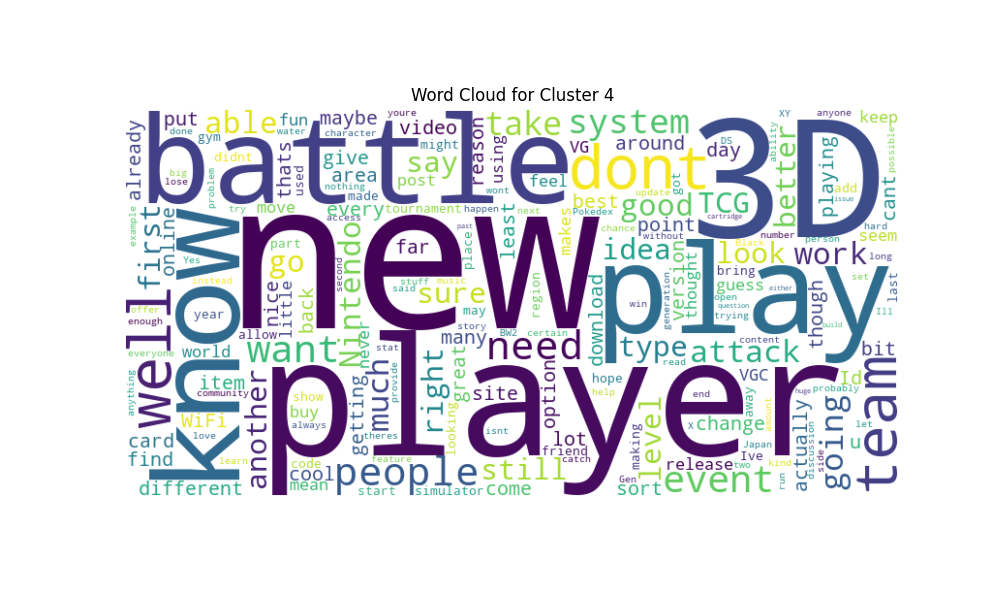 Word Cloud for Cluster 4
already put able fun maybe youre video say take system VG around day DS XY anyone keep
done gym water character might reason using feel dont TCG 3D better playing ability possible cant
battle didnt thats used give area made nothing post wont best good point got update add issue
big lose problem try move every tournament happen next makes Pokedex chance without cartridge number person hard seem
example first online know access past least place region idea version thought look Black work long
Yes instead part go nice little back new far stuff music said sure download generation open question bring guess trying either though set last
offer enough year second Nintendo never may story BW2 certain win play build Ill
well everyone world allow want stat many need type read attack content bit
anything item community another show buy always much right great site option hope help end change away VGC huge probably Id team
WiFi love card find learn cool code getting theres provide looking isnt player lot friend catch making level X Ive Japan amount kind two actually discussion side let u going
different mean start feature people simulator still come sort Gen release event run